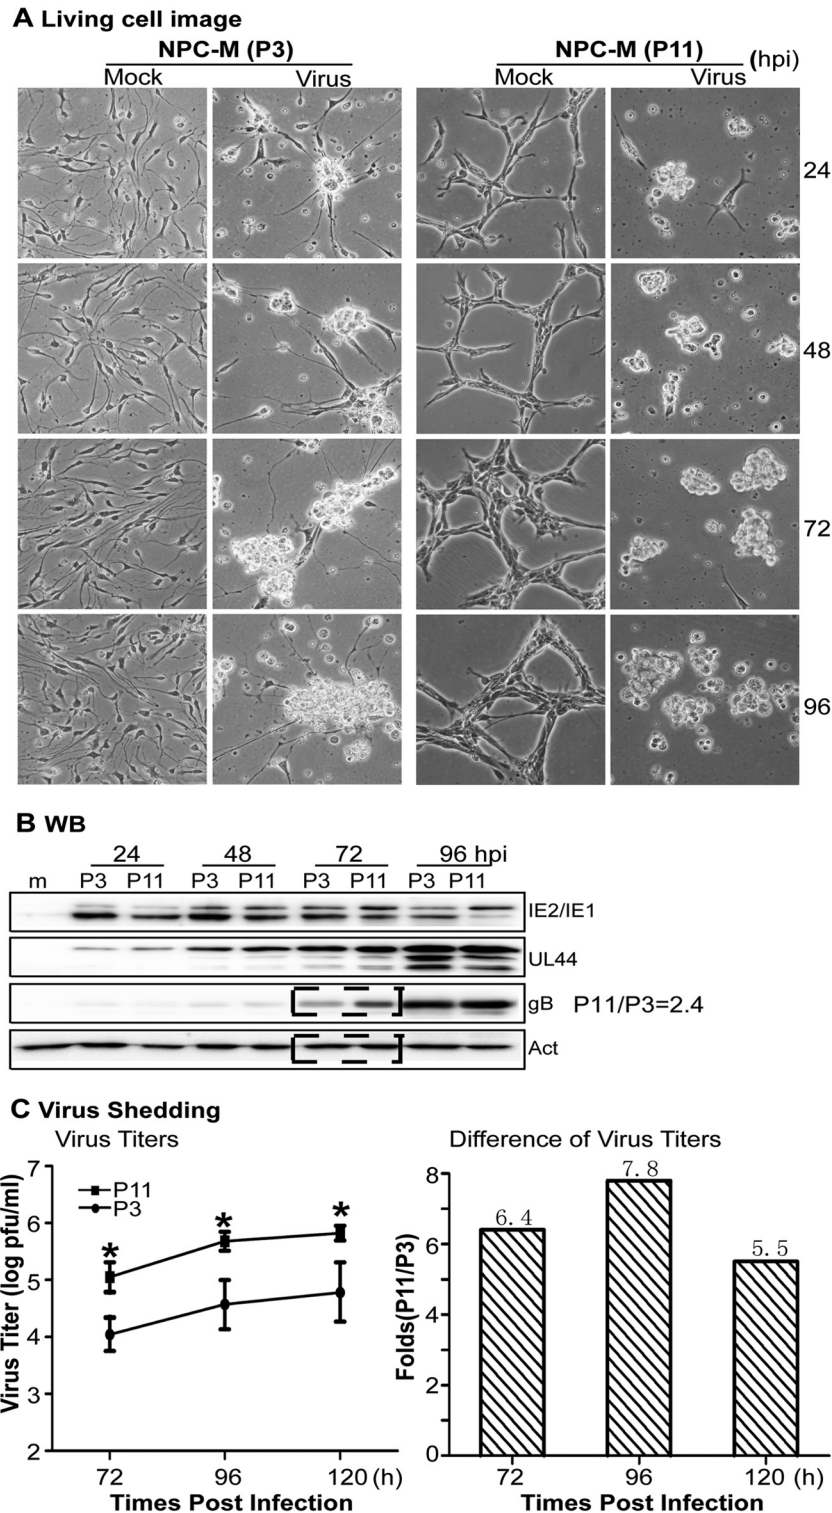 A Living cell image
NPC-M (P3) NPC-M (P11) (hpi)
Mock Virus Mock Virus
24
48
72
96
B WB
24 48 72 96 hpi
m P3 P11 P3 P11 P3 P11 P3 P11
IE2/IE1
UL44
gB P11/P3=2.4
Act
C Virus Shedding
Virus Titers
Virus Titer (log pfu/ml)
7
6
5
4
3
2
P11
P3
*
*
*
72 96 120 (h)
Times Post Infection
Difference of Virus Titers
Folds(P11/P3)
8
6
4
2
0
6.4
7.8
5.5
72 96 120 (h)
Times Post Infection